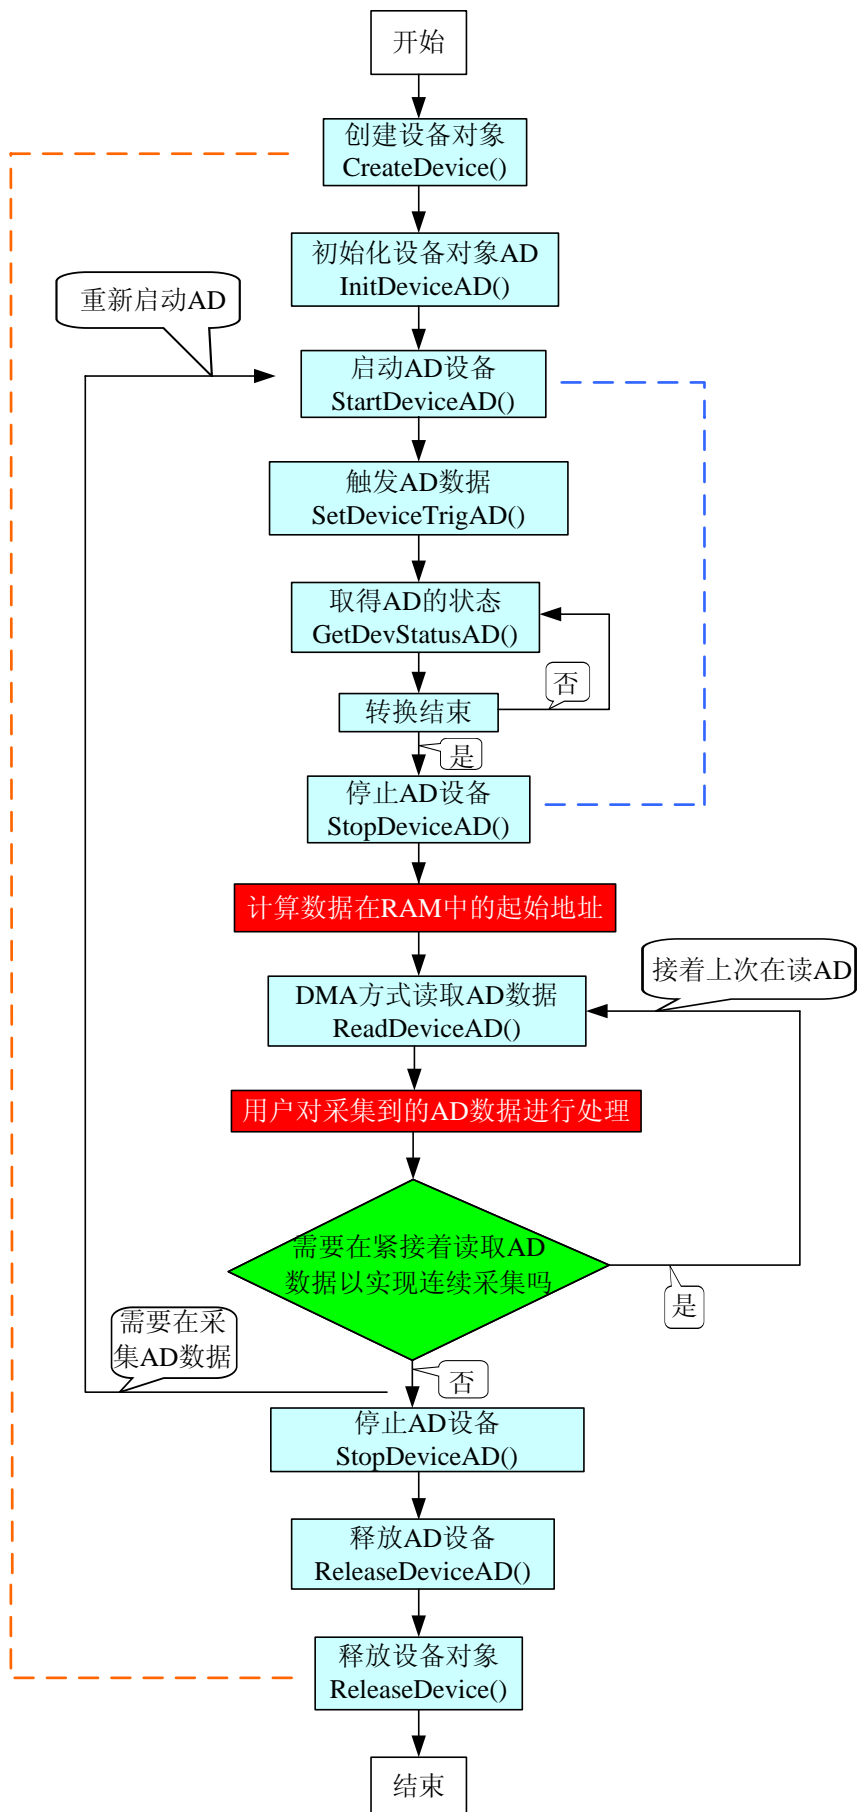 开始
创建设备对象
CreateDevice()
初始化设备对象AD
InitDeviceAD()
重新启动AD
启动AD设备
StartDeviceAD()
触发AD数据
SetDeviceTrigAD()
取得AD的状态
GetDevStatusAD()
否
转换结束
是
停止AD设备
StopDeviceAD()
计算数据在RAM中的起始地址
接着上次在读AD
DMA方式读取AD数据
ReadDeviceAD()
用户对采集到的AD数据进行处理
需要在紧接着读取AD
数据以实现连续采集吗
是
需要在采
集AD数据
否
停止AD设备
StopDeviceAD()
释放AD设备
ReleaseDeviceAD()
释放设备对象
ReleaseDevice()
结束